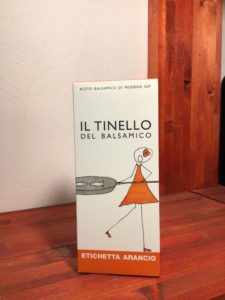 ACETO BALSAMICO DI MODENA IGP
IL TINELLO
DEL BALSAMICO
ETICHETTA ARANCIO